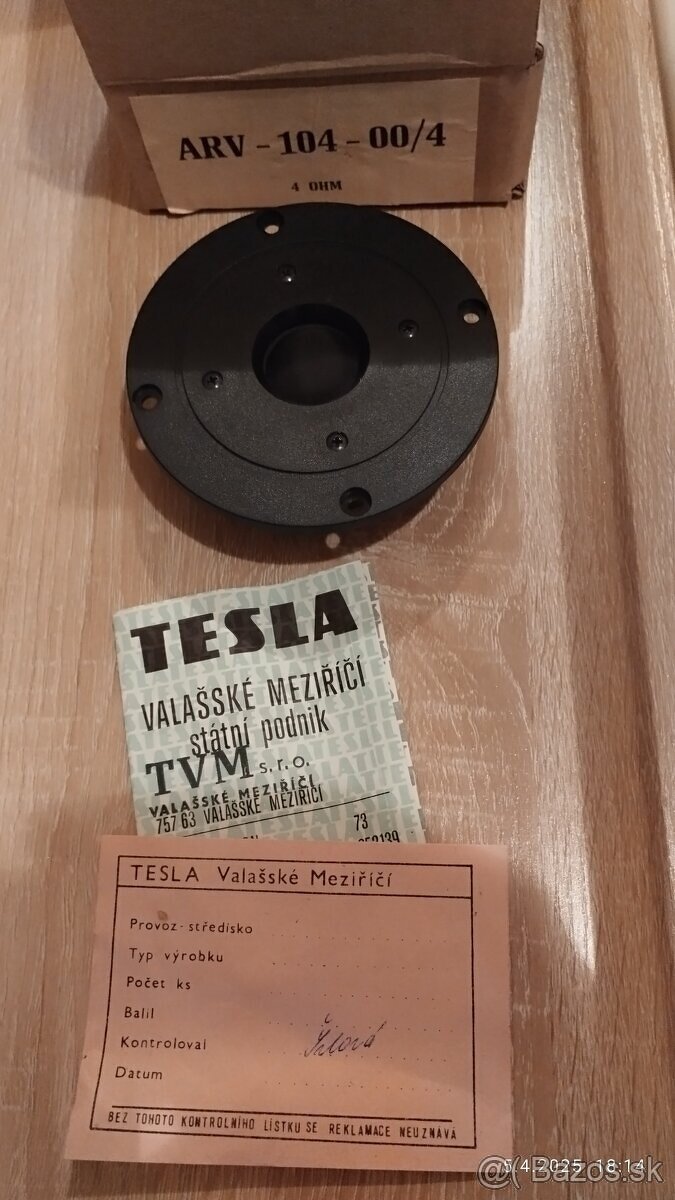 ARV - 104 - 00/4
4 OHM
TESLA
VALAŠSKÉ MEZIŘÍČÍ
státní podnik
TVM s.r.o.
VALAŠSKÉ MEZIŘÍČÍ
757 63 VALAŠSKÉ MEZIŘÍČÍ
73
TESLA Valašské Meziříčí
Provoz-středisko
Typ výrobku
Počet ks
Balil
Kontroloval
Datum
BEZ TOHOTO KONTROLNÍHO LÍSTKU SE REKLAMACE NEUZNÁVÁ
5.4.2025 18:14
@( Bazos.sk